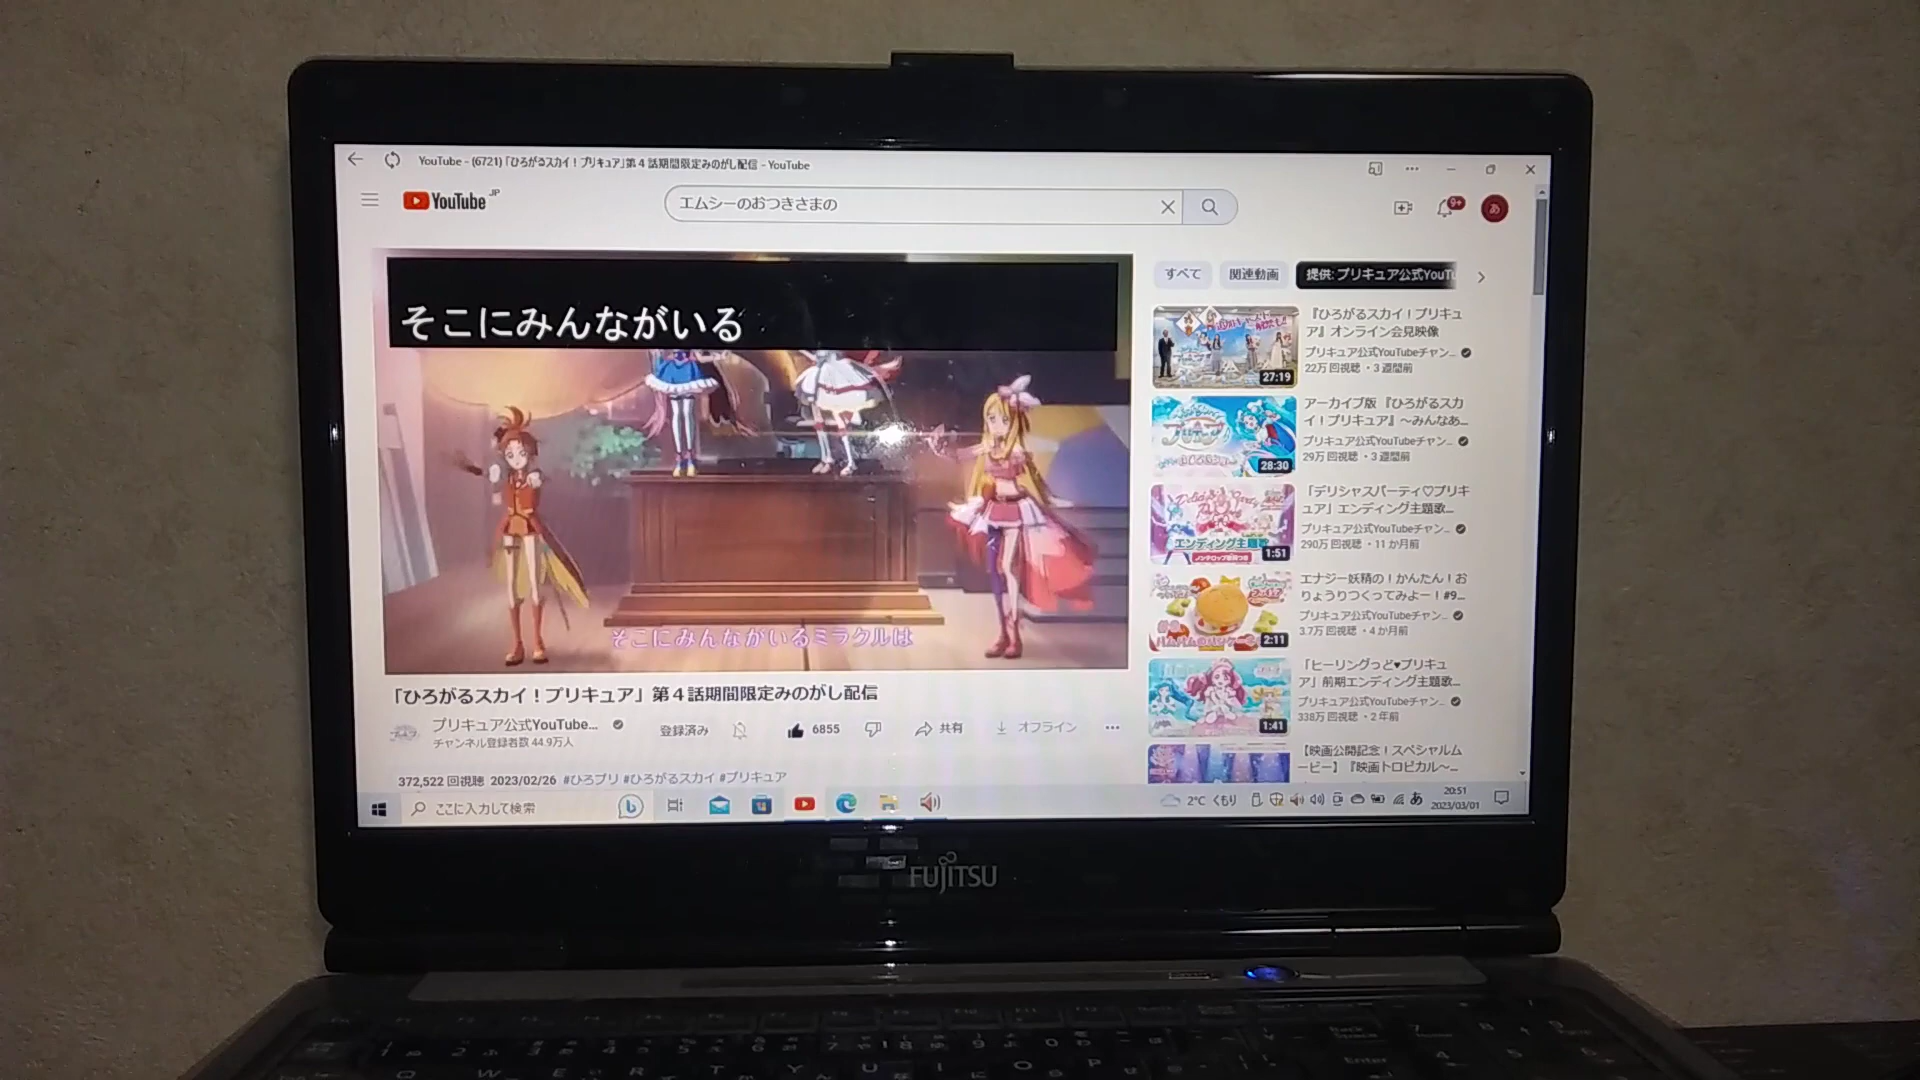 YouTube - (6721)「ひろがるスカイ！プリキュア」第４話期間限定みのがし配信 - YouTube
YouTube JP
エムシーのおつきさまの
9+
あ
そこにみんながいる
そこにみんながいるミラクルは
「ひろがるスカイ！プリキュア」第４話期間限定みのがし配信
プリキュア公式YouTube...
チャンネル登録者数 44.9万人
登録済み
6855
共有
オフライン
372,522 回視聴 2023/02/26 #ひろプリ #ひろがるスカイ #プリキュア
すべて
関連動画
提供: プリキュア公式YouTu
27:19
『ひろがるスカイ！プリキュ
ア』オンライン会見映像
プリキュア公式YouTubeチャン...
22万 回視聴・3 週間前
28:30
アーカイブ版 『ひろがるスカ
イ！プリキュア』～みんなあ...
プリキュア公式YouTubeチャン...
29万 回視聴・3 週間前
エンディング主題歌
1:51
「デリシャスパーティ♡プリキ
ュア」エンディング主題歌...
プリキュア公式YouTubeチャン...
290万 回視聴・11 か月前
2:11
エナジー妖精の！かんたん！お
りょうりつくってみよー！#9...
プリキュア公式YouTubeチャン...
3.7万 回視聴・4 か月前
1:41
「ヒーリングっど♥プリキュ
ア」前期エンディング主題歌...
プリキュア公式YouTubeチャン...
338万 回視聴・2 年前
【映画公開記念！スペシャルム
ービー】『映画トロピカル～...
ここに入力して検索
2°C くもり
あ
20:51
2023/03/01
FUJITSU